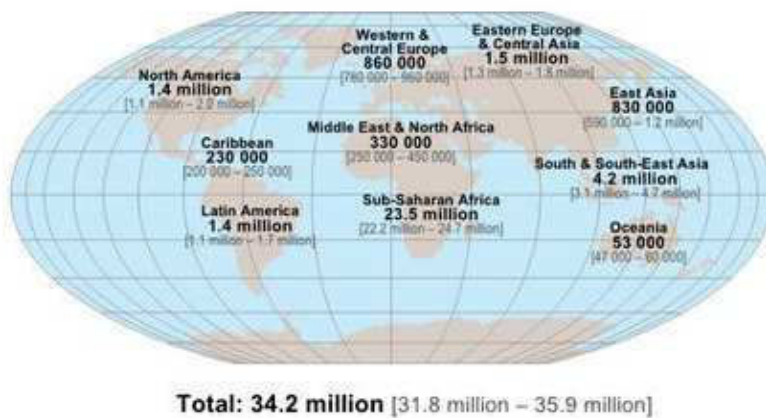 Western &
Central Europe
860 000
[780 000 – 960 000]
Eastern Europe
& Central Asia
1.5 million
[1.3 million – 1.8 million]
North America
1.4 million
[1.1 million – 2.0 million]
East Asia
830 000
[590 000 – 1.2 million]
Middle East & North Africa
330 000
[250 000 – 450 000]
Caribbean
230 000
[200 000 – 250 000]
South & South-East Asia
4.2 million
[3.1 million – 4.7 million]
Sub-Saharan Africa
23.5 million
[22.2 million – 24.7 million]
Latin America
1.4 million
[1.1 million – 1.7 million]
Oceania
53 000
[47 000 – 60 000]
Total: 34.2 million [31.8 million – 35.9 million]